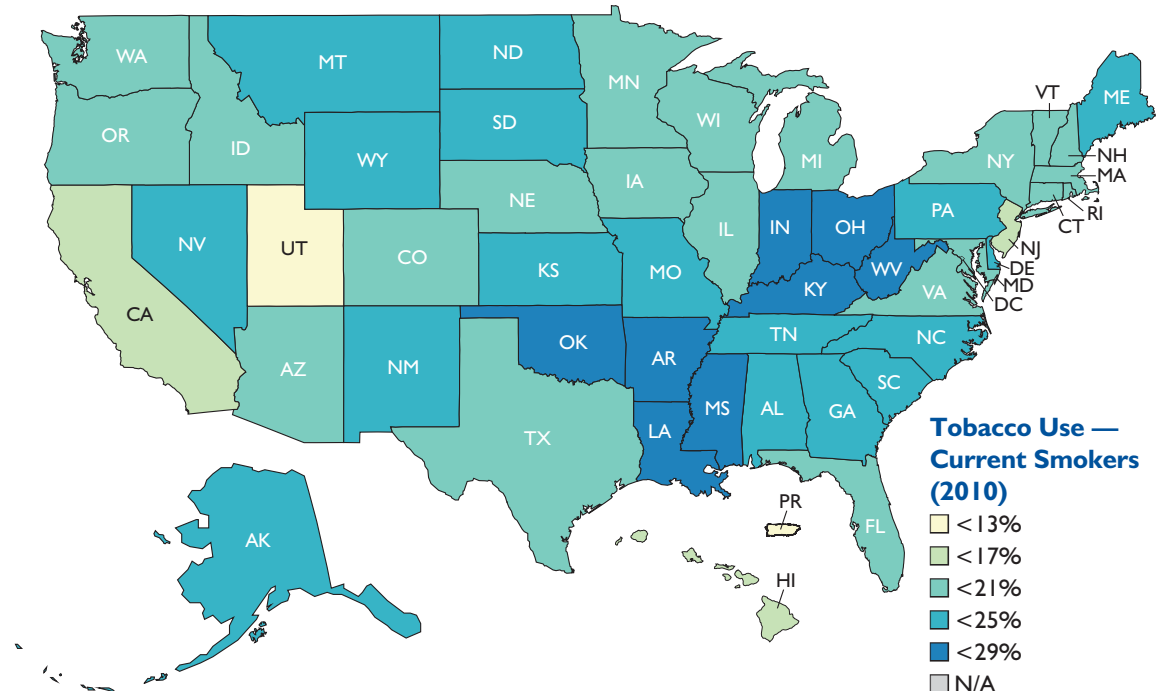 WA
MT
ND
MN
VT
ME
OR
ID
SD
WI
MI
NY
NH
MA
WY
IA
NE
PA
RI
CT
NV
UT
CO
IL
IN
OH
NJ
DE
MD
DC
KS
MO
WV
VA
KY
CA
AZ
NM
OK
AR
TN
NC
SC
MS
AL
GA
LA
TX
FL
Tobacco Use —
Current Smokers
(2010)
<13%
<17%
<21%
<25%
<29%
N/A
PR
AK
HI